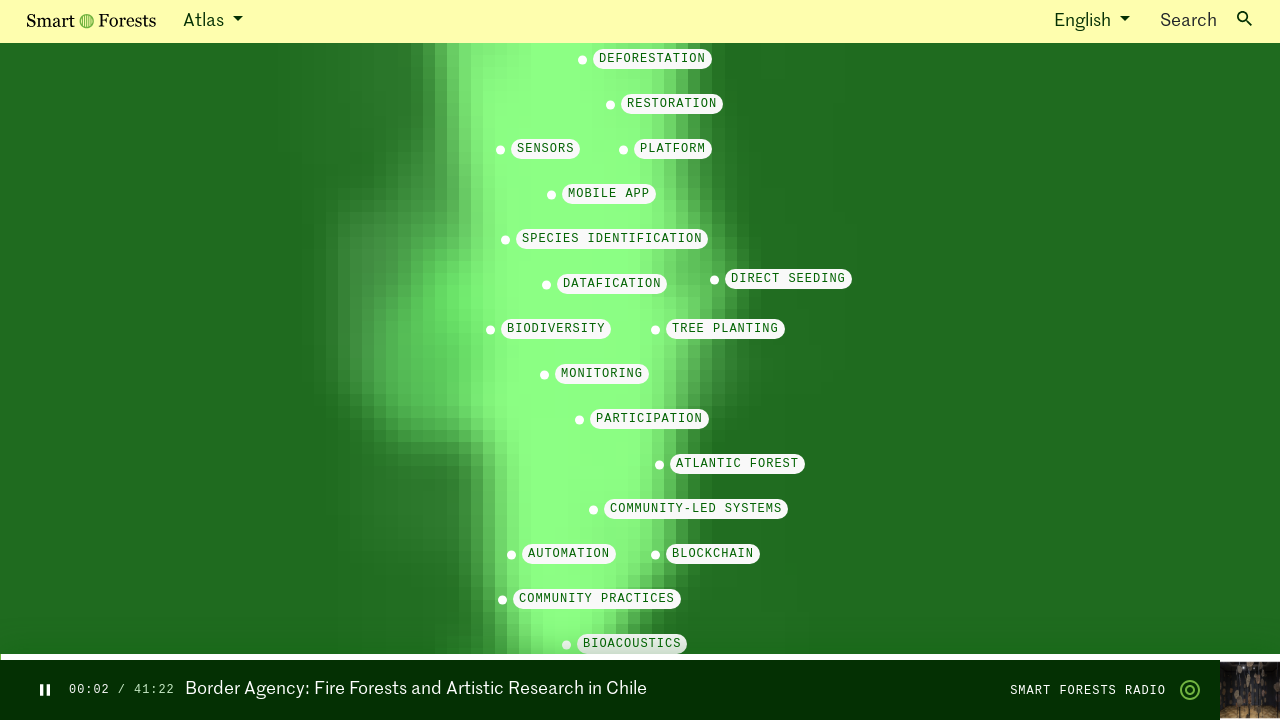 Smart Forests Atlas English Search
DEFORESTATION
RESTORATION
SENSORS PLATFORM
MOBILE APP
SPECIES IDENTIFICATION
DIRECT SEEDING
DATAFICATION
BIODIVERSITY TREE PLANTING
MONITORING
PARTICIPATION
ATLANTIC FOREST
COMMUNITY-LED SYSTEMS
AUTOMATION BLOCKCHAIN
COMMUNITY PRACTICES
BIOACOUSTICS
00:02 / 41:22 Border Agency: Fire Forests and Artistic Research in Chile SMART FORESTS RADIO